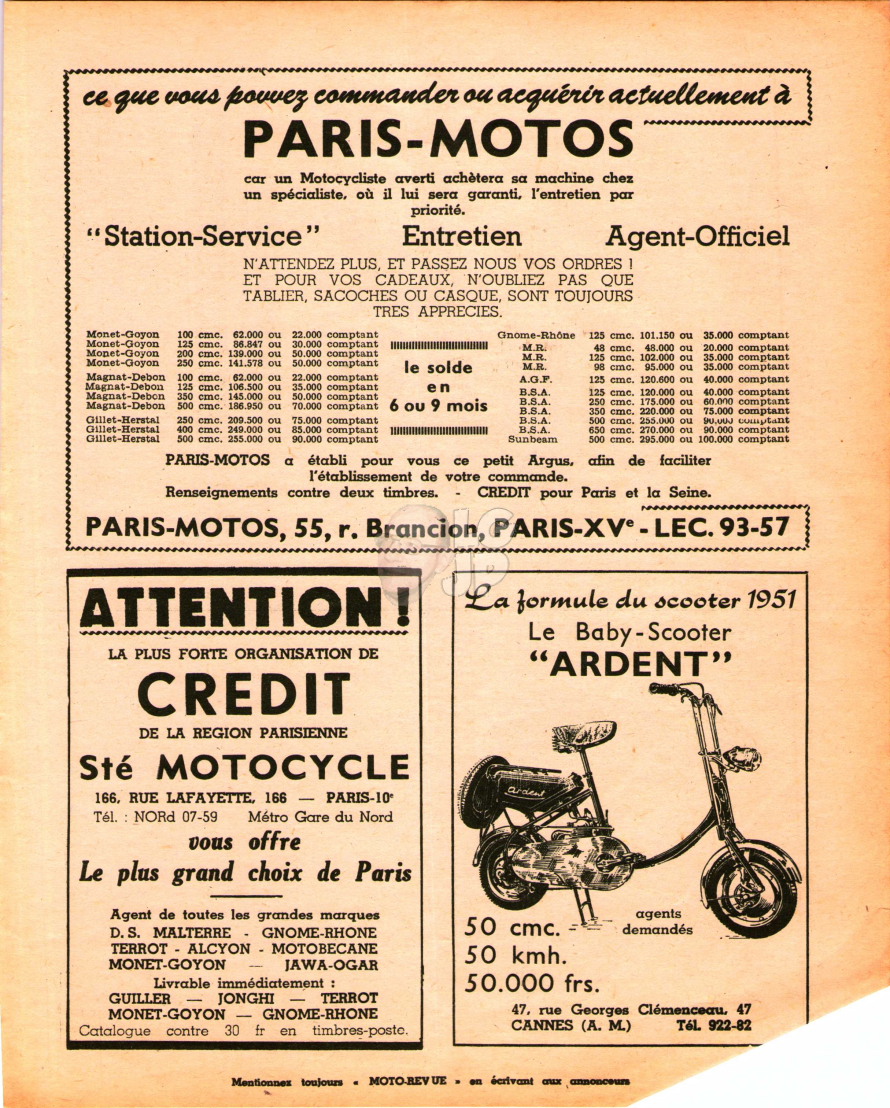 ce que vous pouvez commander ou acquérir actuellement à
PARIS-MOTOS
car un Motocycliste averti achètera sa machine chez
un spécialiste, où il lui sera garanti, l'entretien par
priorité.
"Station-Service" Entretien Agent-Officiel
N'ATTENDEZ PLUS, ET PASSEZ NOUS VOS ORDRES !
ET POUR VOS CADEAUX, N'OUBLIEZ PAS QUE
TABLIER, SACOCHES OU CASQUE, SONT TOUJOURS
TRES APPRECIES.
Monet-Goyon 100 cmc. 62.000 ou 22.000 comptant
Monet-Goyon 125 cmc. 86.847 ou 30.000 comptant
Monet-Goyon 200 cmc. 139.000 ou 50.000 comptant
Monet-Goyon 250 cmc. 141.578 ou 50.000 comptant
Magnat-Debon 100 cmc. 62.000 ou 22.000 comptant
Magnat-Debon 125 cmc. 106.500 ou 35.000 comptant
Magnat-Debon 350 cmc. 145.000 ou 50.000 comptant
Magnat-Debon 500 cmc. 186.950 ou 70.000 comptant
Gillet-Herstal 250 cmc. 209.500 ou 75.000 comptant
Gillet-Herstal 400 cmc. 249.000 ou 85.000 comptant
Gillet-Herstal 500 cmc. 255.000 ou 90.000 comptant
le solde
en
6 ou 9 mois
Gnome-Rhône 125 cmc. 101.150 ou 35.000 comptant
M.R. 48 cmc. 48.000 ou 20.000 comptant
M.R. 125 cmc. 102.000 ou 35.000 comptant
M.R. 98 cmc. 95.000 ou 35.000 comptant
A.G.F. 125 cmc. 120.600 ou 40.000 comptant
B.S.A. 125 cmc. 120.000 ou 40.000 comptant
B.S.A. 250 cmc. 175.000 ou 60.000 comptant
B.S.A. 350 cmc. 220.000 ou 75.000 comptant
B.S.A. 500 cmc. 255.000 ou 90.000 comptant
B.S.A. 650 cmc. 270.000 ou 90.000 comptant
Sunbeam 500 cmc. 295.000 ou 100.000 comptant
PARIS-MOTOS a établi pour vous ce petit Argus, afin de faciliter
l'établissement de votre commande.
Renseignements contre deux timbres. - CREDIT pour Paris et la Seine.
PARIS-MOTOS, 55, r. Brancion, PARIS-XVe - LEC. 93-57
ATTENTION !
LA PLUS FORTE ORGANISATION DE
CREDIT
DE LA REGION PARISIENNE
Sté MOTOCYCLE
166, RUE LAFAYETTE, 166 — PARIS-10e
Tél. : NORd 07-59 Métro Gare du Nord
vous offre
Le plus grand choix de Paris
Agent de toutes les grandes marques
D.S. MALTERRE - GNOME-RHONE
TERROT - ALCYON - MOTOBECANE
MONET-GOYON — JAWA-OGAR
Livrable immédiatement :
GUILLER — JONGHI — TERROT
MONET-GOYON — GNOME-RHONE
Catalogue contre 30 fr en timbres-poste.
La formule du scooter 1951
Le Baby-Scooter
"ARDENT"
ardent
agents
demandés
50 cmc.
50 kmh.
50.000 frs.
47, rue Georges Clémenceau, 47
CANNES (A. M.) Tél. 922-82
Mentionnez toujours « MOTO-REVUE » en écrivant aux annonceurs